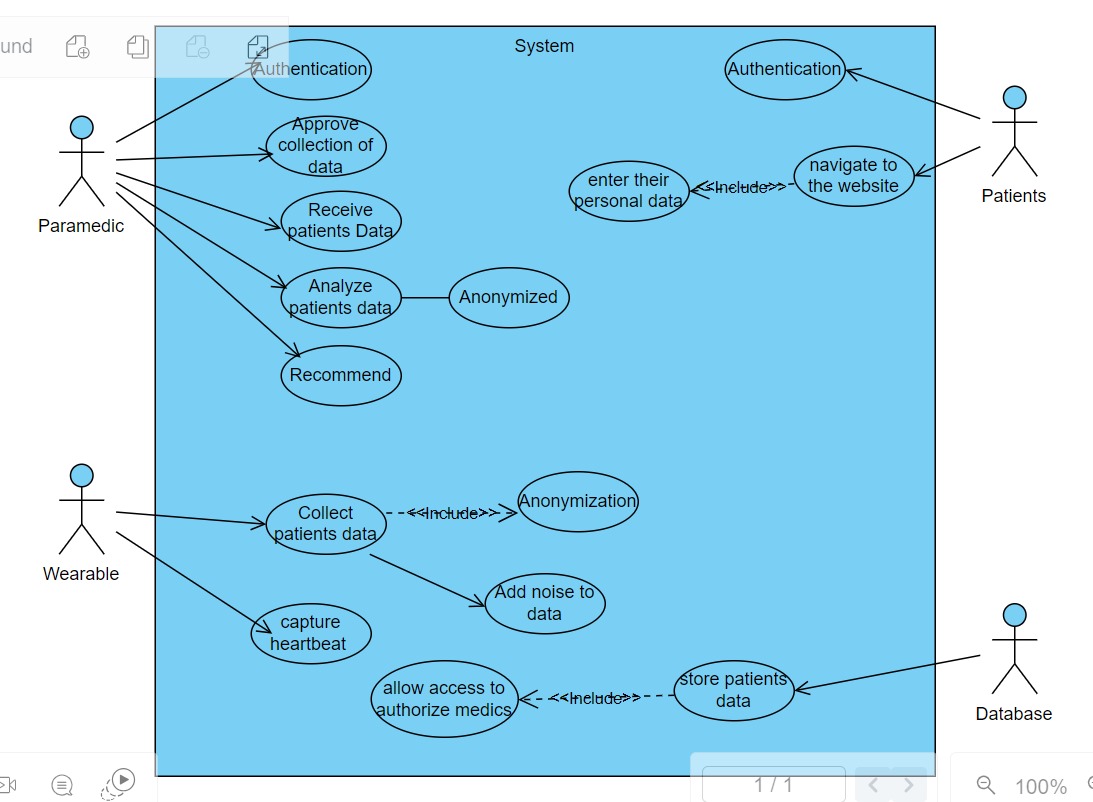 und
System
Authentication
Authentication
Approve
collection of
data
navigate to
the website
enter their
personal data
<<Include>>
Patients
Receive
patients Data
Paramedic
Analyze
patients data
Anonymized
Recommend
Anonymization
Collect
patients data
<<Include>>
Wearable
Add noise to
data
capture
heartbeat
allow access to
authorize medics
<<Include>>
store patients
data
Database
1 / 1
100%